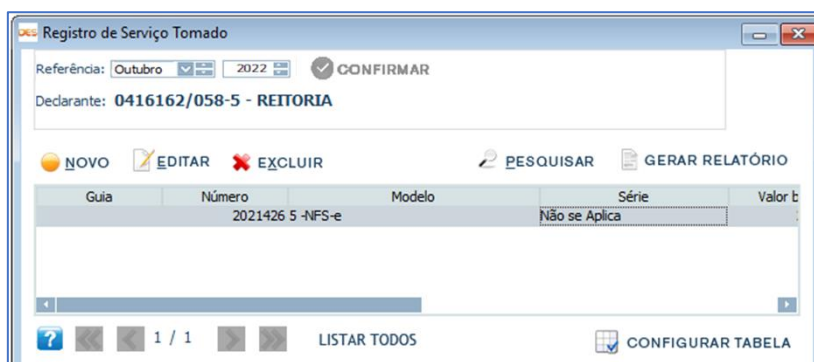 DES Registro de Serviço Tomado
Referência: Outubro 2022 CONFIRMAR
Declarante: 0416162/058-5 - REITORIA
NOVO EDITAR EXCLUIR PESQUISAR GERAR RELATÓRIO
Guia Número Modelo Série Valor b
2021426 5 -NFS-e Não se Aplica
? 1 / 1 LISTAR TODOS CONFIGURAR TABELA